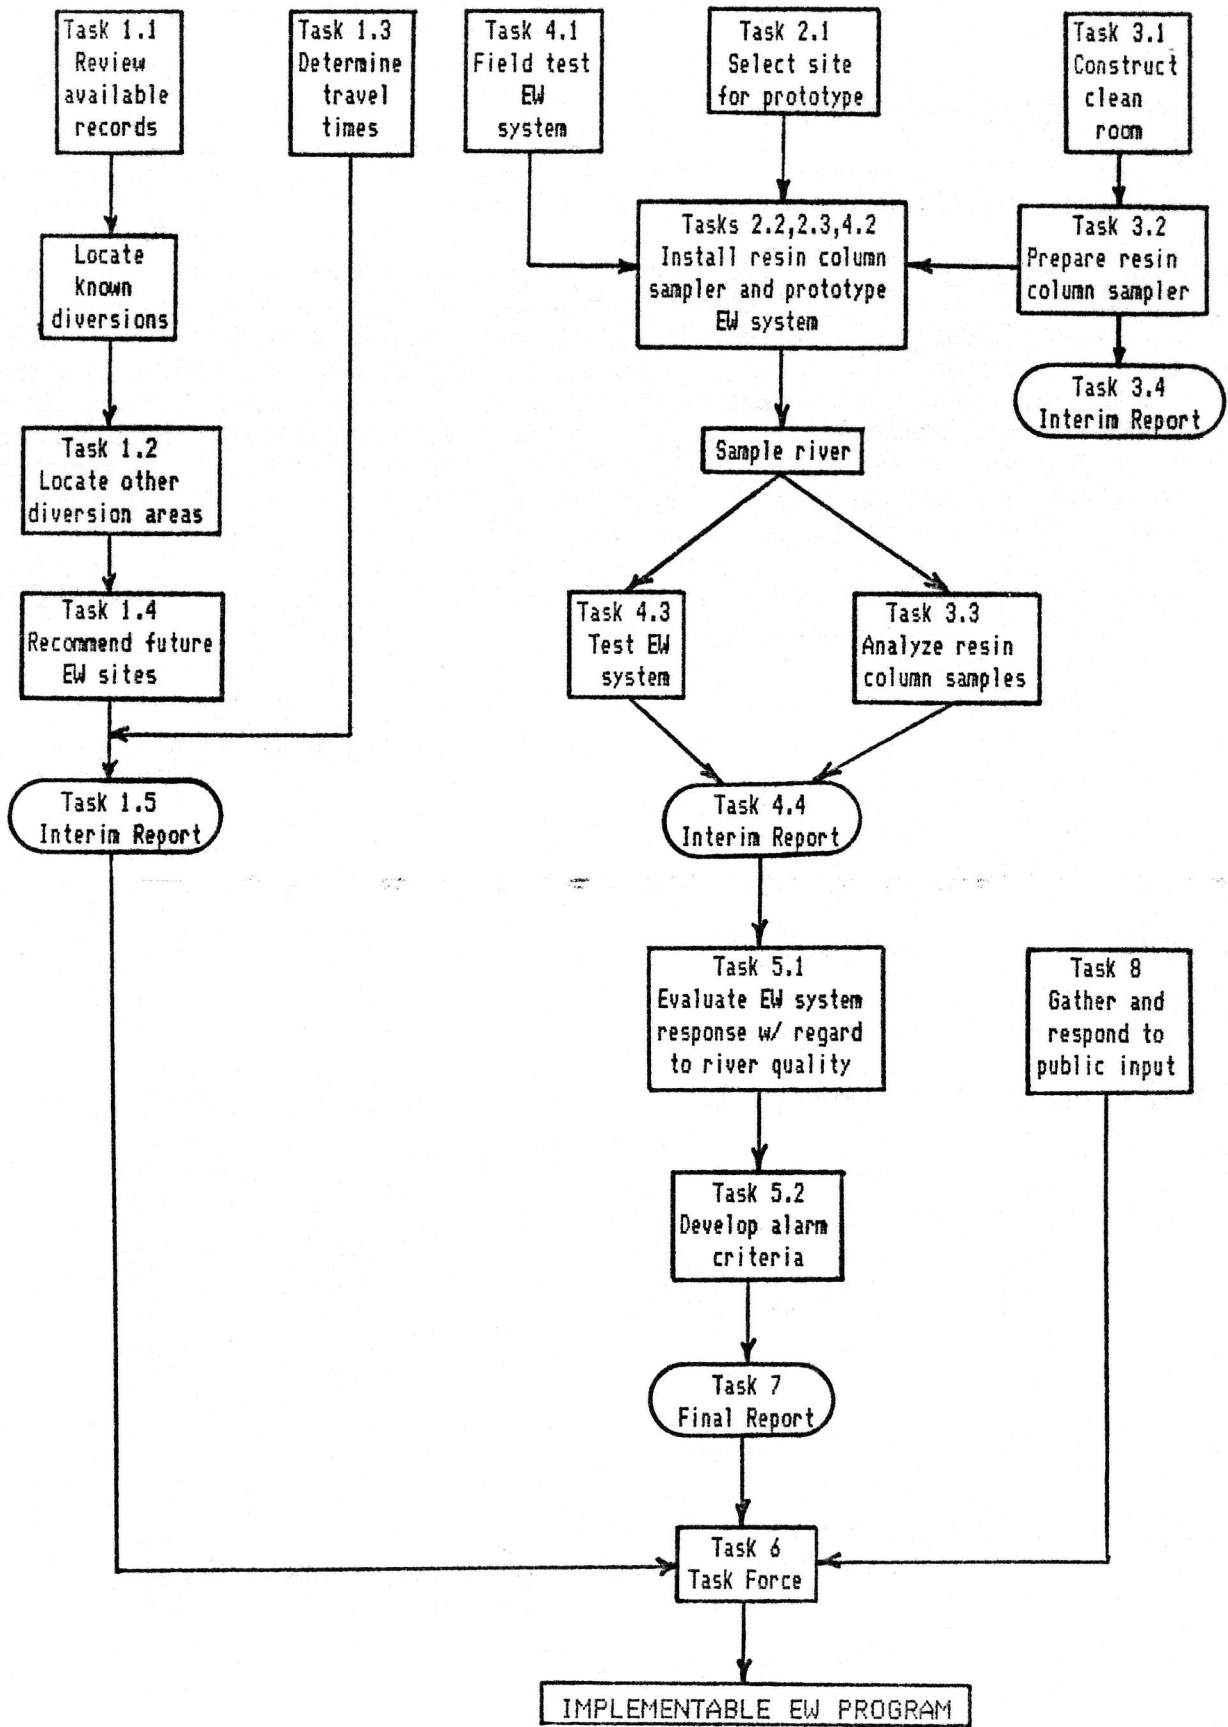 Task 1.1
Review
available
records
Task 1.3
Determine
travel
times
Task 4.1
Field test
EW
system
Task 2.1
Select site
for prototype
Task 3.1
Construct
clean
room
Locate
known
diversions
Tasks 2.2,2.3,4.2
Install resin column
sampler and prototype
EW system
Task 3.2
Prepare resin
column sampler
Task 3.4
Interim Report
Task 1.2
Locate other
diversion areas
Sample river
Task 1.4
Recommend future
EW sites
Task 4.3
Test EW
system
Task 3.3
Analyze resin
column samples
Task 1.5
Interim Report
Task 4.4
Interim Report
Task 5.1
Evaluate EW system
response w/ regard
to river quality
Task 8
Gather and
respond to
public input
Task 5.2
Develop alarm
criteria
Task 7
Final Report
Task 6
Task Force
IMPLEMENTABLE EW PROGRAM